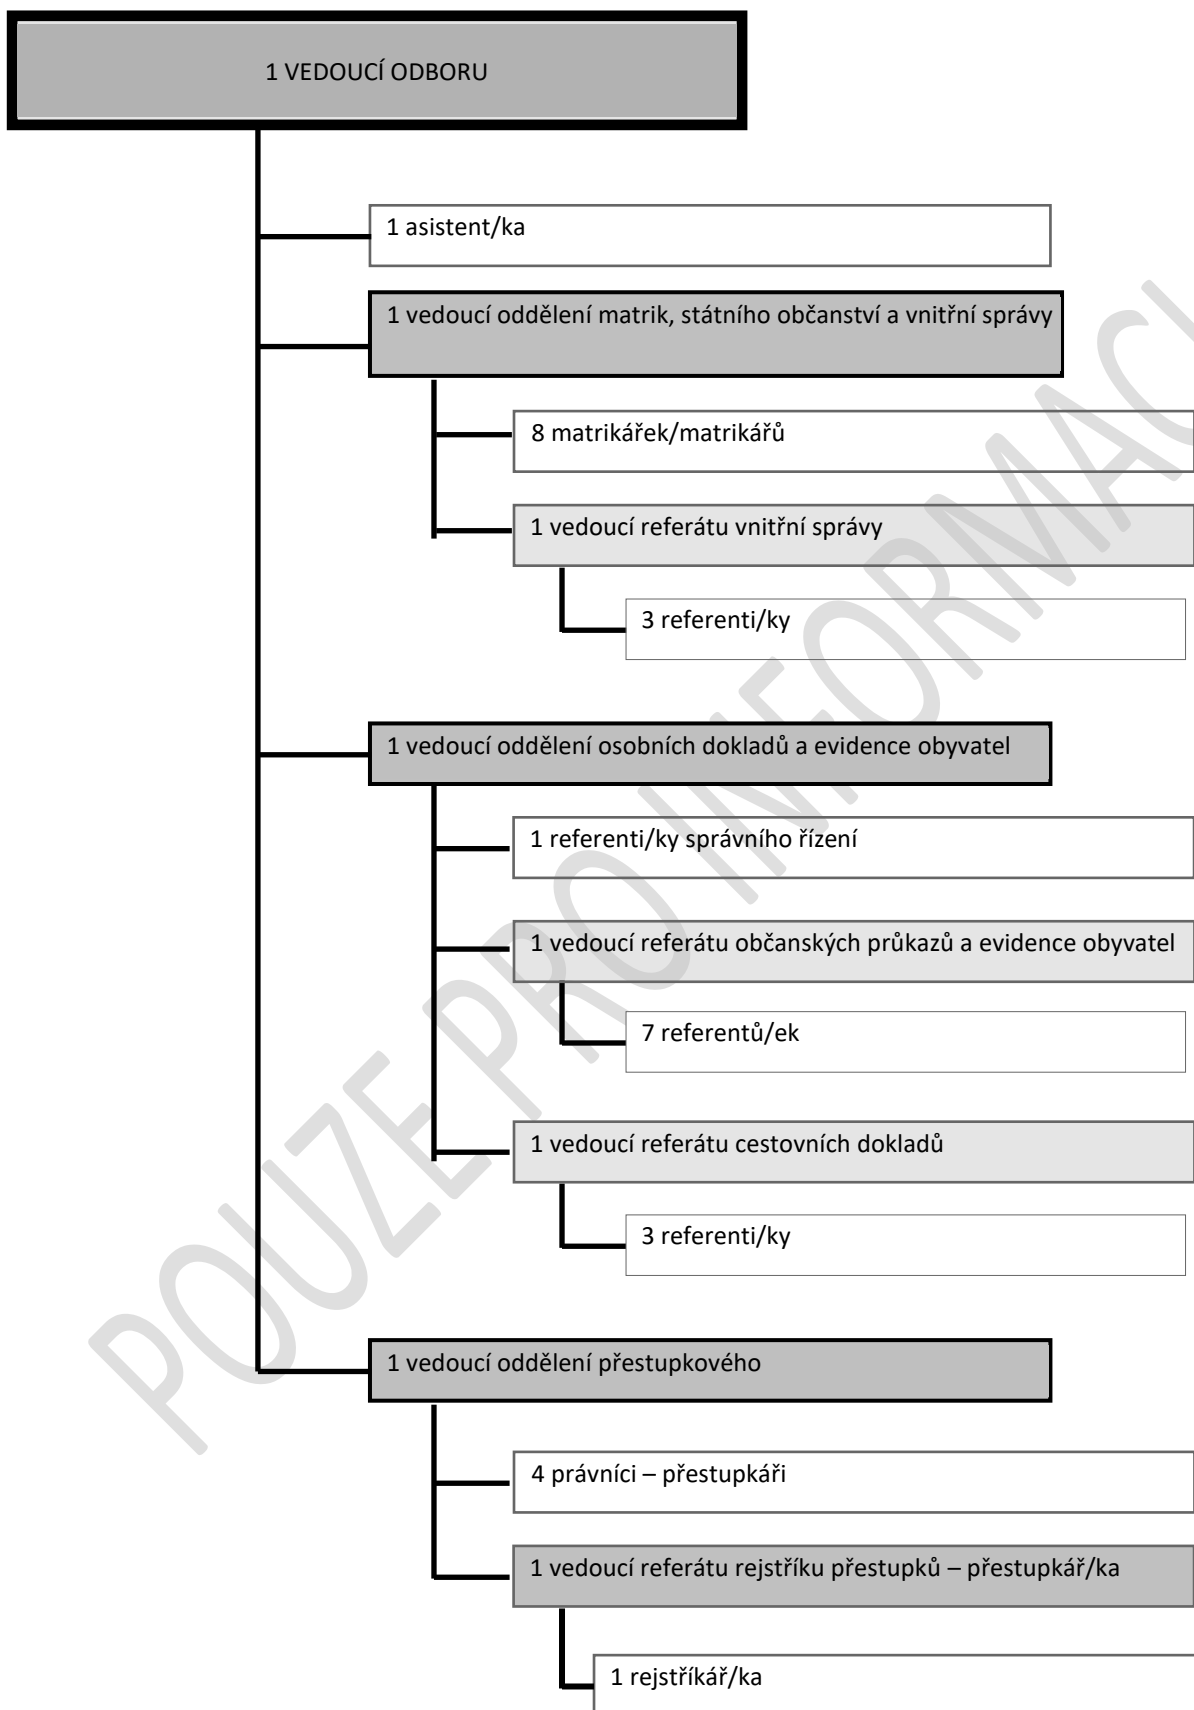 1 VEDOUCÍ ODBORU
1 asistent/ka
1 vedoucí oddělení matrik, státního občanství a vnitřní správy
8 matrikářek/matrikářů
1 vedoucí referátu vnitřní správy
3 referenti/ky
1 vedoucí oddělení osobních dokladů a evidence obyvatel
1 referenti/ky správního řízení
1 vedoucí referátu občanských průkazů a evidence obyvatel
7 referentů/ek
1 vedoucí referátu cestovních dokladů
3 referenti/ky
1 vedoucí oddělení přestupkového
4 právníci – přestupkáři
1 vedoucí referátu rejstříku přestupků – přestupkář/ka
1 rejstříkář/ka
POUZE PRO INFORMACI